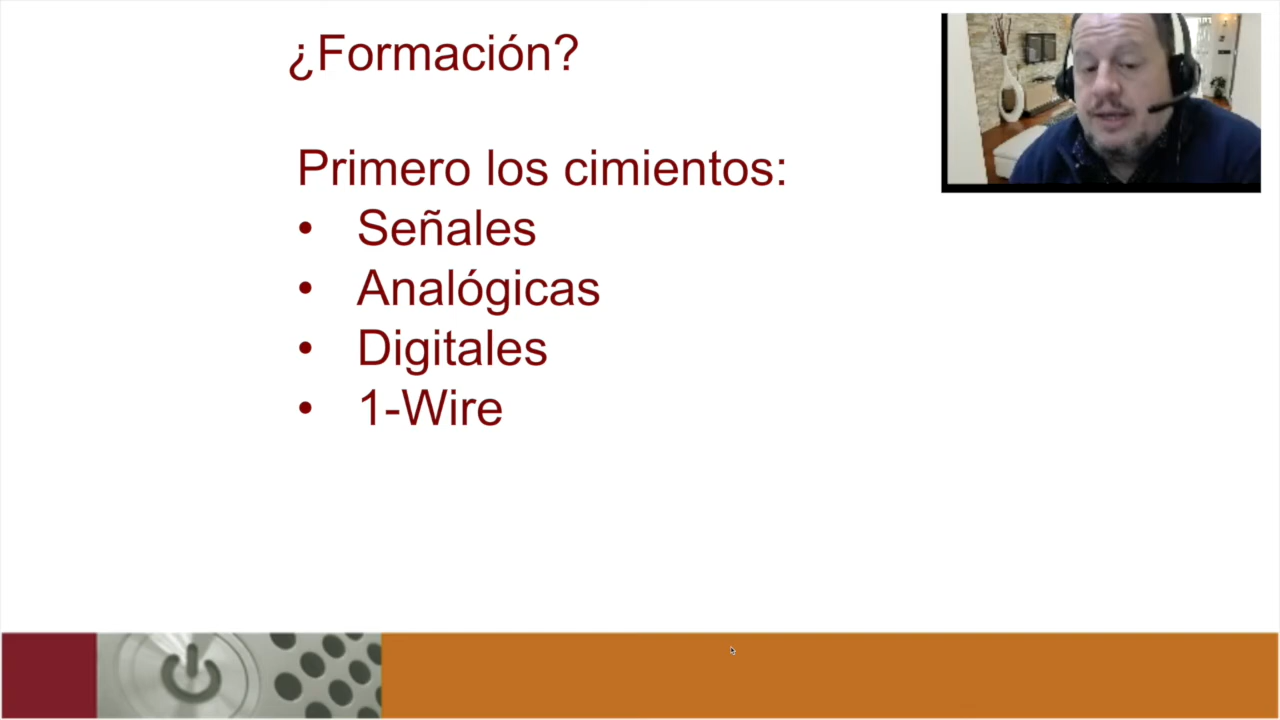 ¿Formación?
Primero los cimientos:
• Señales
• Analógicas
• Digitales
• 1-Wire